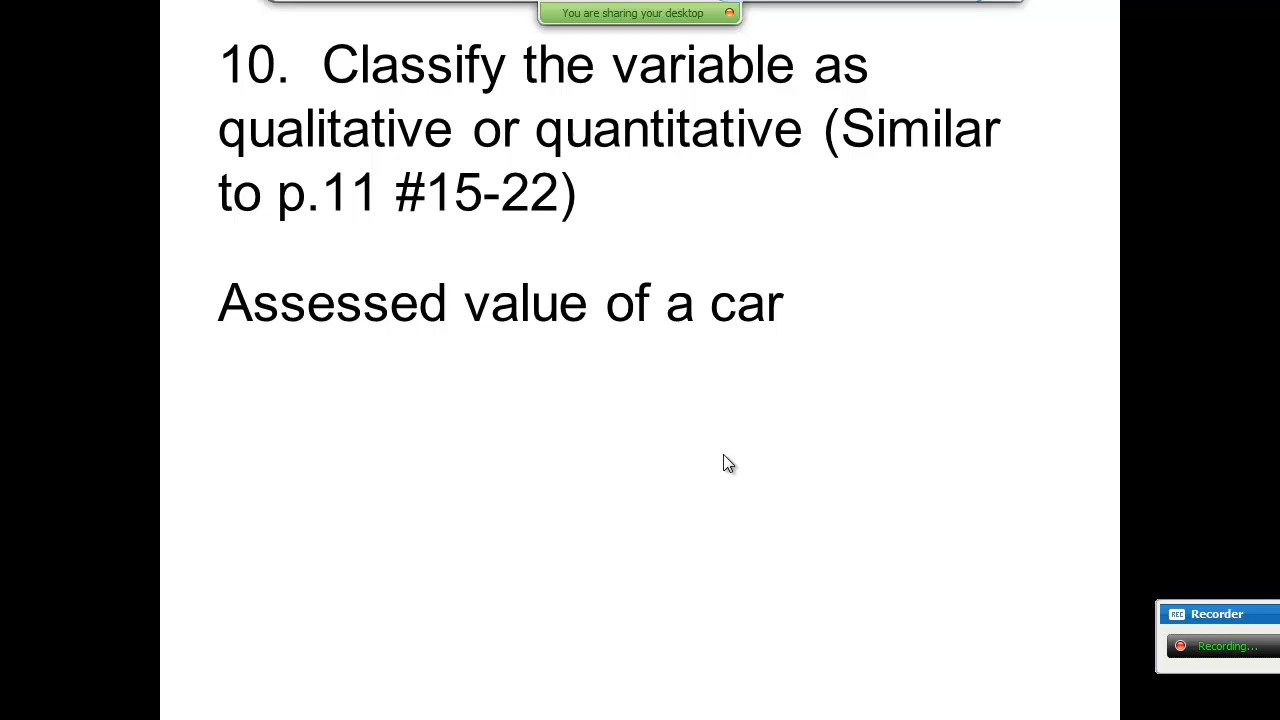 You are sharing your desktop
10. Classify the variable as
qualitative or quantitative (Similar
to p.11 #15-22)
Assessed value of a car
REC Recorder
Recording...